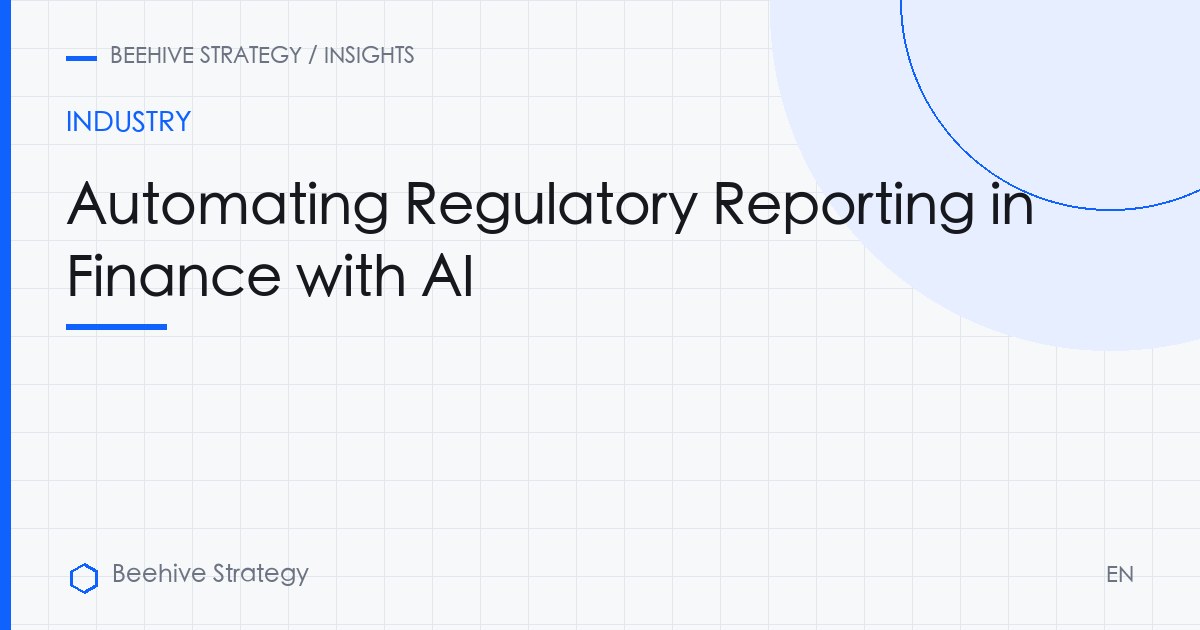 BEEHIVE STRATEGY / INSIGHTS
INDUSTRY
Automating Regulatory Reporting in
Finance with AI
Beehive Strategy
EN